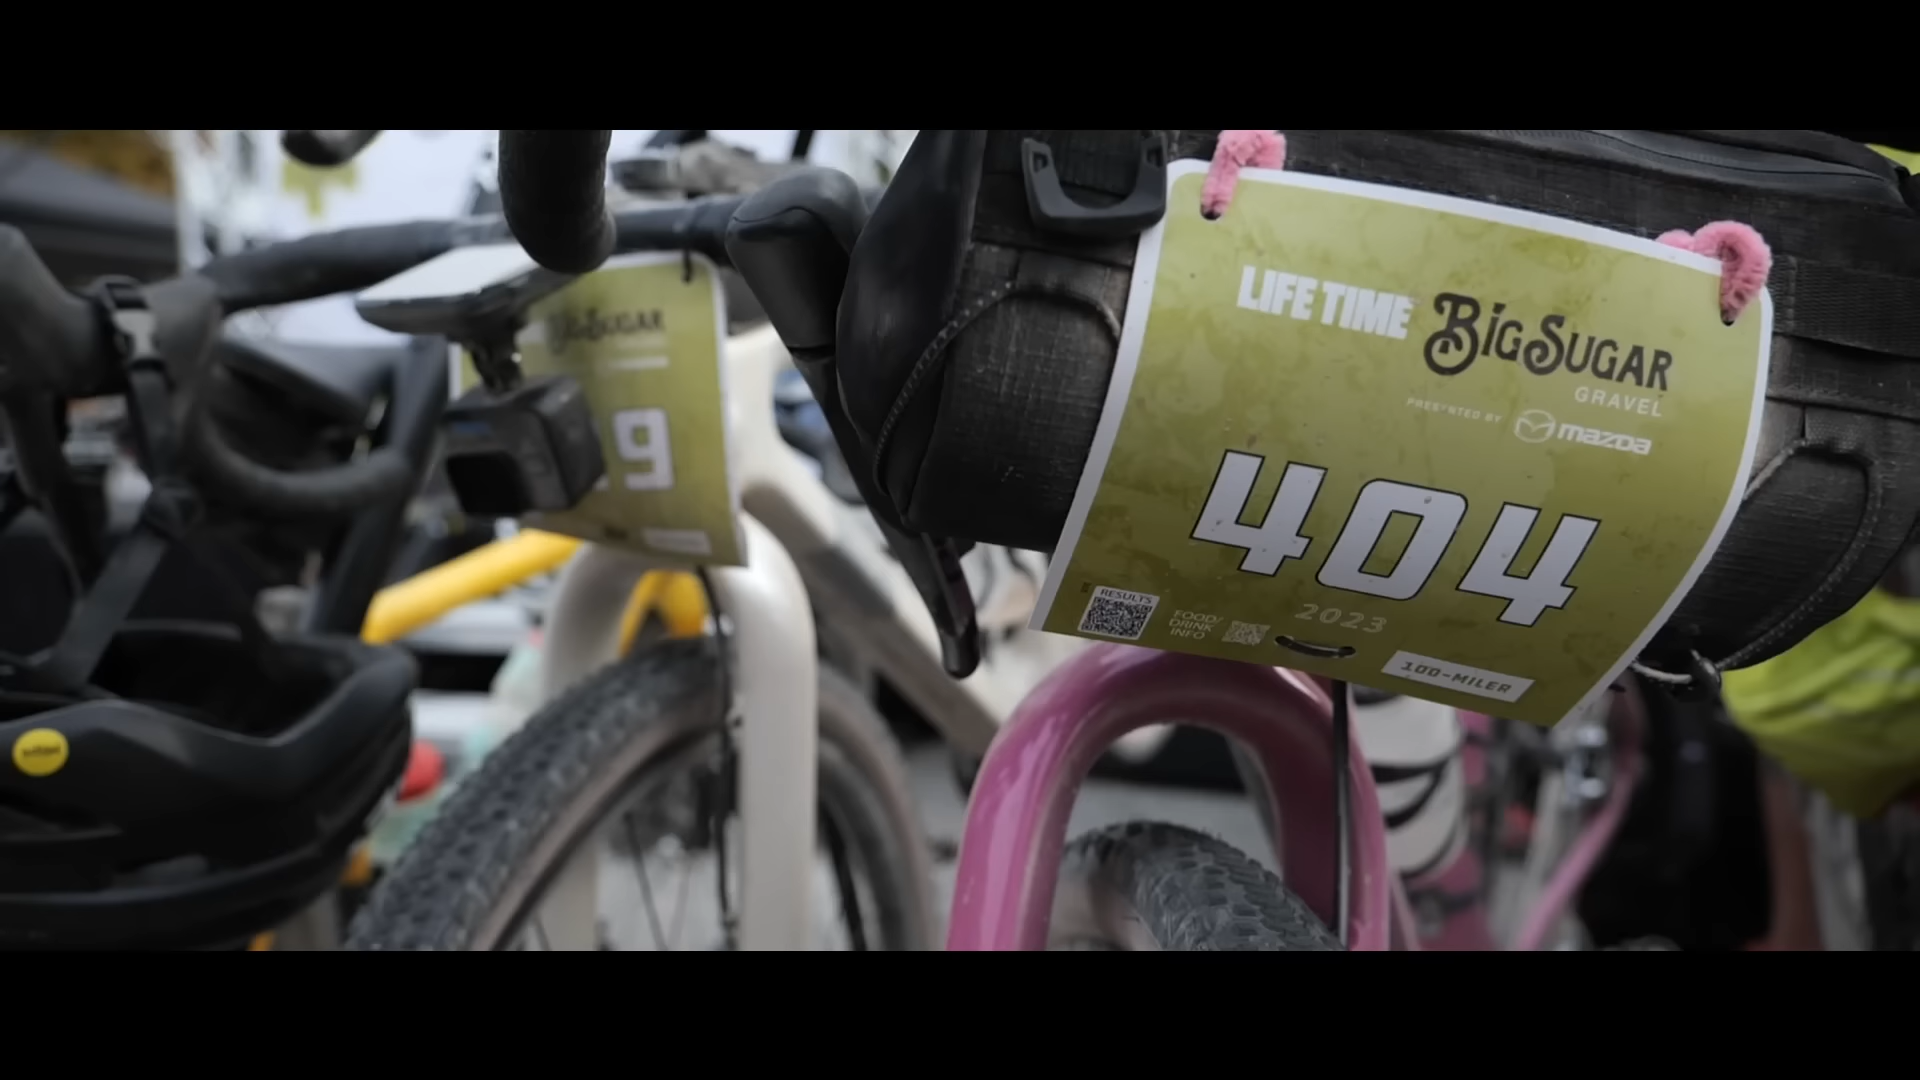 LIFE TIME BIG SUGAR
GRAVEL
PRESENTED BY mazda
404
2023
RESULTS
FOOD/
DRINK
INFO
100-MILER
BIG SUGAR
9